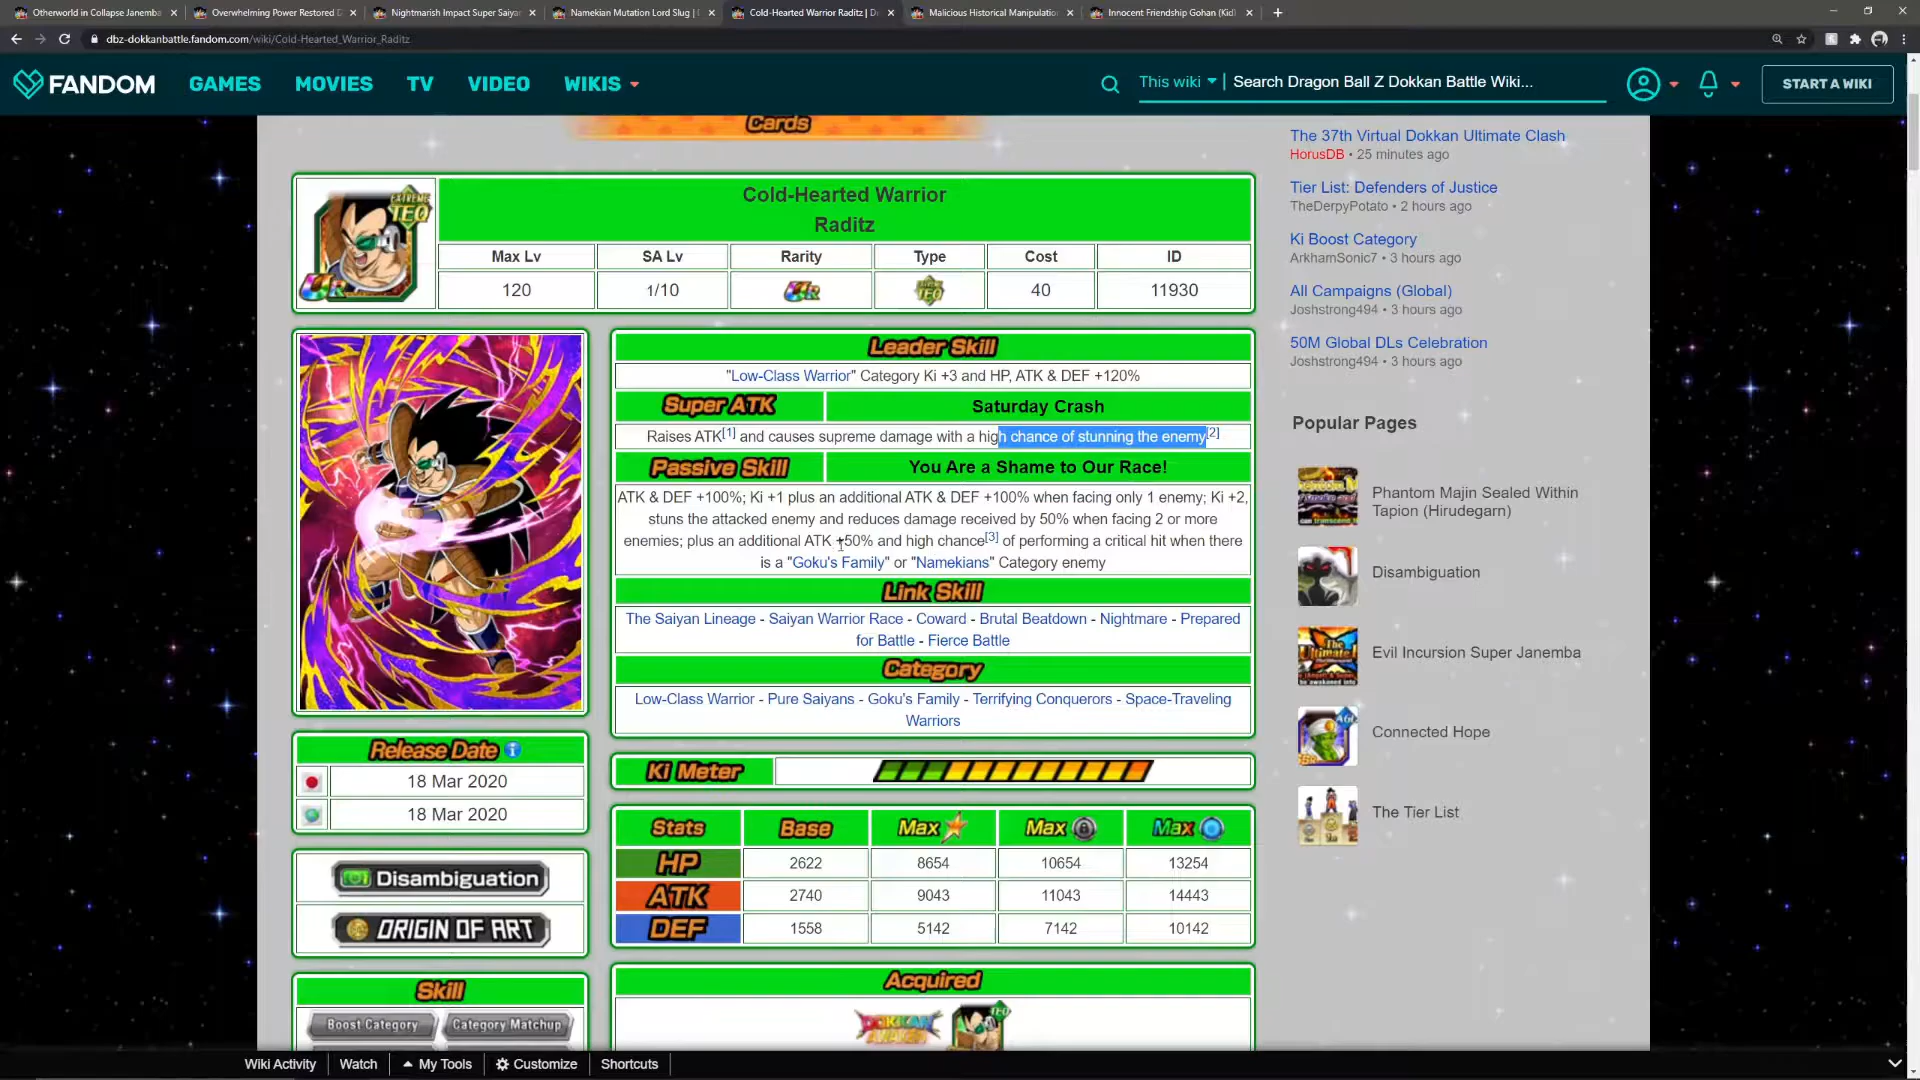 Otherworld in Collapse Janemba
Overwhelming Power Restored D
Nightmarish Impact Super Saiya
Namekian Mutation Lord Slug |
Cold-Hearted Warrior Raditz | D
Malicious Historical Manipulation
Innocent Friendship Gohan (Kid)
dbz-dokkanbattle.fandom.com/wiki/Cold-Hearted_Warrior_Raditz
FANDOM
GAMES
MOVIES
TV
VIDEO
WIKIS
This wiki
Search Dragon Ball Z Dokkan Battle Wiki...
START A WIKI
Cards
Cold-Hearted Warrior
Raditz
EXTREME
TEQ
UR
Max Lv
SA Lv
Rarity
Type
Cost
ID
120
1/10
UR
TEQ
40
11930
Leader Skill
"Low-Class Warrior" Category Ki +3 and HP, ATK & DEF +120%
Super ATK
Saturday Crash
Raises ATK[1] and causes supreme damage with a high chance of stunning the enemy[2]
Passive Skill
You Are a Shame to Our Race!
ATK & DEF +100%; Ki +1 plus an additional ATK & DEF +100% when facing only 1 enemy; Ki +2,
stuns the attacked enemy and reduces damage received by 50% when facing 2 or more
enemies; plus an additional ATK +50% and high chance[3] of performing a critical hit when there
is a "Goku's Family" or "Namekians" Category enemy
Link Skill
The Saiyan Lineage - Saiyan Warrior Race - Coward - Brutal Beatdown - Nightmare - Prepared
for Battle - Fierce Battle
Category
Low-Class Warrior - Pure Saiyans - Goku's Family - Terrifying Conquerors - Space-Traveling
Warriors
Release Date
18 Mar 2020
18 Mar 2020
Disambiguation
ORIGIN OF ART
Skill
Boost Category
Category Matchup
Ki Meter
Stats
Base
Max
Max
Max
HP
2622
8654
10654
13254
ATK
2740
9043
11043
14443
DEF
1558
5142
7142
10142
Acquired
DOKKAN
AWAKEN
TEQ
The 37th Virtual Dokkan Ultimate Clash
HorusDB • 25 minutes ago
Tier List: Defenders of Justice
TheDerpyPotato • 2 hours ago
Ki Boost Category
ArkhamSonic7 • 3 hours ago
All Campaigns (Global)
Joshstrong494 • 3 hours ago
50M Global DLs Celebration
Joshstrong494 • 3 hours ago
Popular Pages
Phantom Majin Sealed Within
Tapion (Hirudegarn)
Disambiguation
Evil Incursion Super Janemba
Connected Hope
The Tier List
Wiki Activity
Watch
My Tools
Customize
Shortcuts